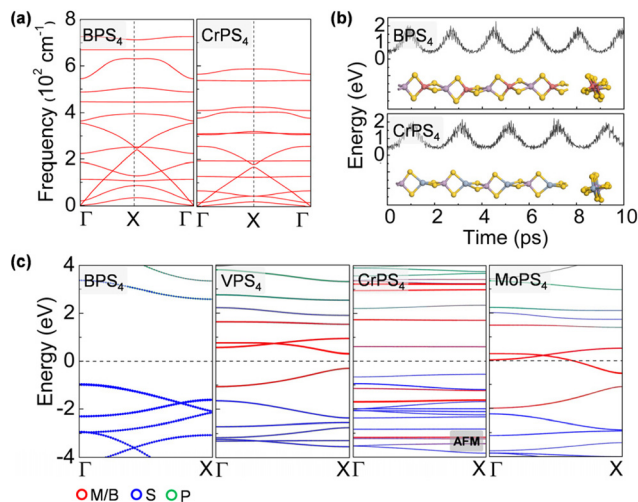 (a)
BPS4
CrPS4
Frequency (10² cm⁻¹)
8
6
4
2
0
Γ X Γ Γ X Γ
(b)
BPS4
CrPS4
Energy (eV)
2
1
0
2
1
0
0 2 4 6 8 10
Time (ps)
(c)
BPS4
VPS4
CrPS4
MoPS4
Energy (eV)
4
2
0
-2
-4
AFM
Γ X Γ X Γ X Γ X
M/B S P